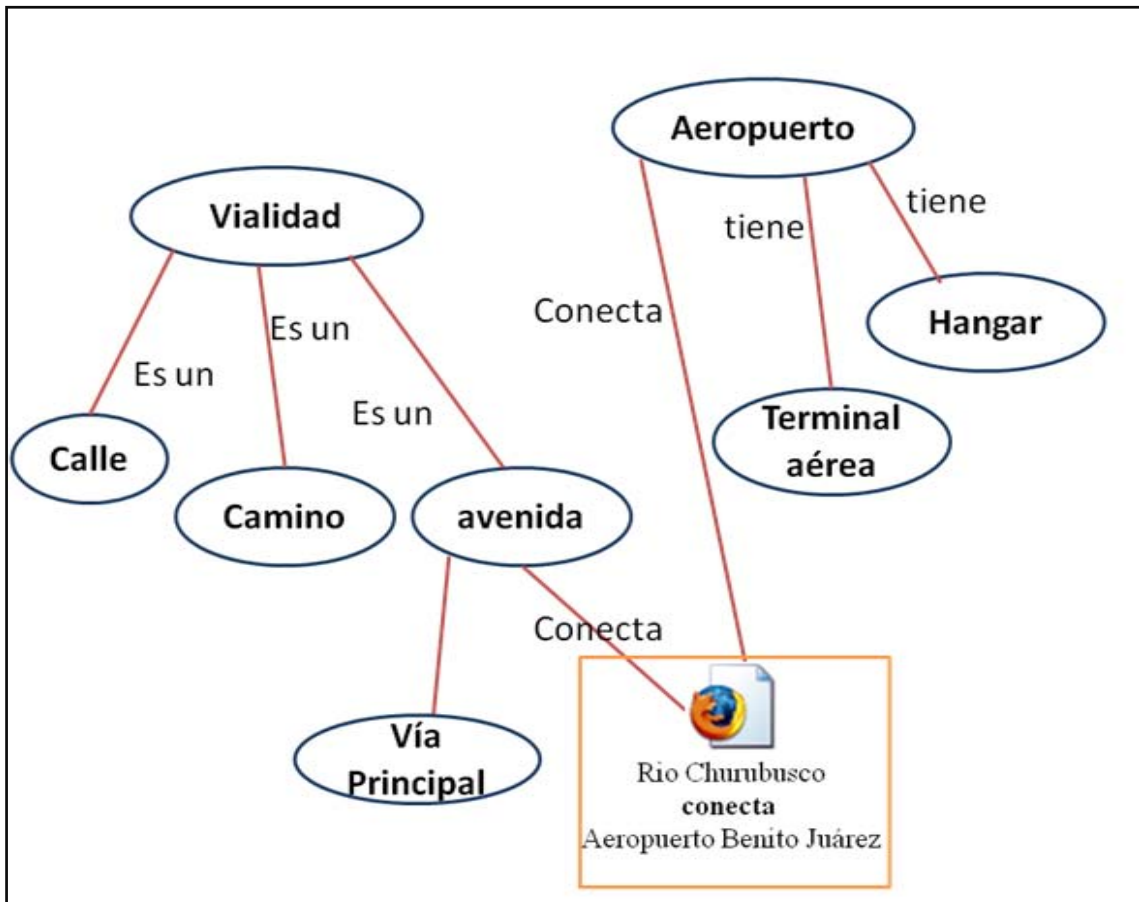 Aeropuerto
Vialidad
tiene
tiene
Conecta
Hangar
Es un
Es un
Es un
Terminal
aérea
Calle
Camino
avenida
Conecta
Vía
Principal
Rio Churubusco
conecta
Aeropuerto Benito Juárez